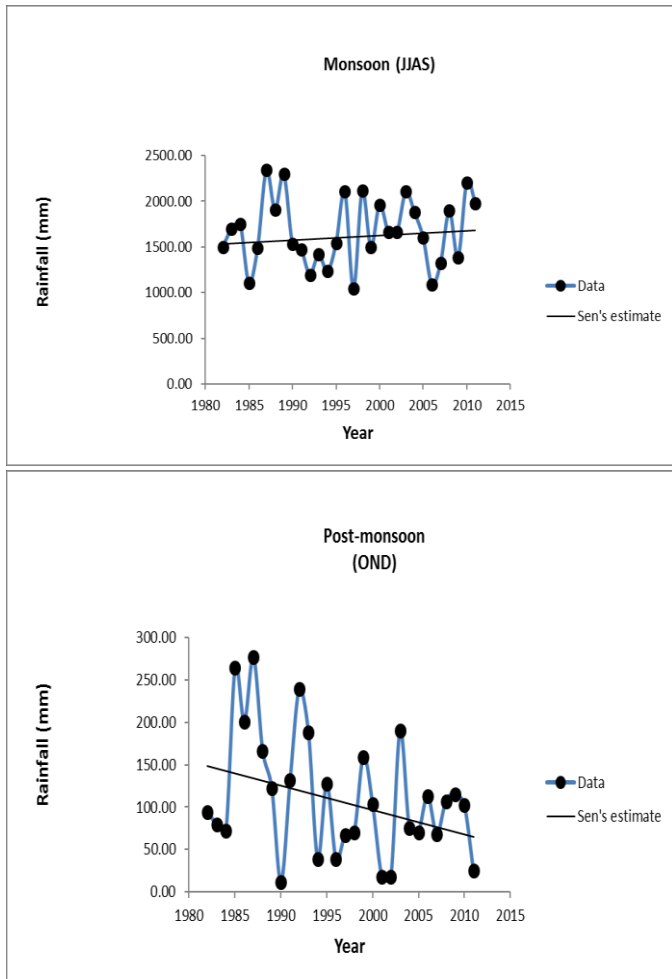 Monsoon (JJAS)
2500.00
2000.00
1500.00
1000.00
500.00
0.00
Rainfall (mm)
1980 1985 1990 1995 2000 2005 2010 2015
Year
Data
Sen's estimate
Post-monsoon
(OND)
300.00
250.00
200.00
150.00
100.00
50.00
0.00
Rainfall (mm)
1980 1985 1990 1995 2000 2005 2010 2015
Year
Data
Sen's estimate